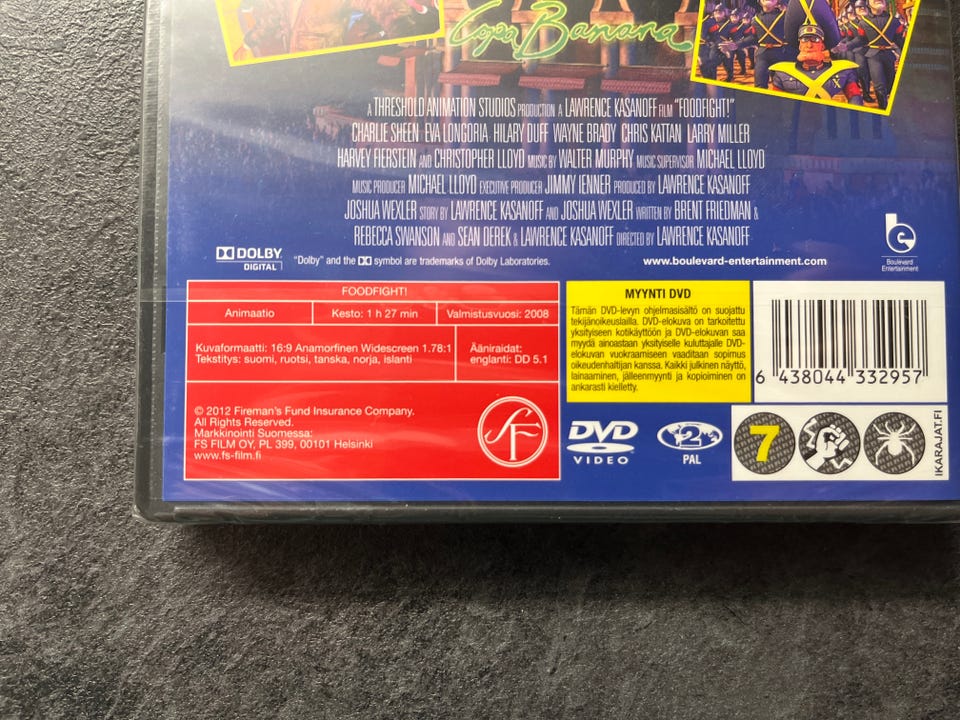 Copa Banana
A THRESHOLD ANIMATION STUDIOS PRODUCTION A LAWRENCE KASANOFF FILM "FOODFIGHT!"
CHARLIE SHEEN EVA LONGORIA HILARY DUFF WAYNE BRADY CHRIS KATTAN LARRY MILLER
HARVEY FIERSTEIN AND CHRISTOPHER LLOYD MUSIC BY WALTER MURPHY MUSIC SUPERVISOR MICHAEL LLOYD
MUSIC PRODUCER MICHAEL LLOYD EXECUTIVE PRODUCER JIMMY IENNER PRODUCED BY LAWRENCE KASANOFF
JOSHUA WEXLER STORY BY LAWRENCE KASANOFF AND JOSHUA WEXLER WRITTEN BY BRENT FRIEDMAN &
REBECCA SWANSON AND SEAN DEREK & LAWRENCE KASANOFF DIRECTED BY LAWRENCE KASANOFF
DOLBY
DIGITAL
"Dolby" and the DD symbol are trademarks of Dolby Laboratories.
www.boulevard-entertainment.com
b e
Boulevard
Entertainment
FOODFIGHT!
Animaatio
Kesto: 1 h 27 min
Valmistusvuosi: 2008
Kuvaformaatti: 16:9 Anamorfinen Widescreen 1.78:1
Tekstitys: suomi, ruotsi, tanska, norja, islanti
Ääniraidat:
englanti: DD 5.1
© 2012 Fireman's Fund Insurance Company.
All Rights Reserved.
Markkinointi Suomessa:
FS FILM OY, PL 399, 00101 Helsinki
www.fs-film.fi
SF
MYYNTI DVD
Tämän DVD-levyn ohjelmasisältö on suojattu
tekijänoikeuslailla. DVD-elokuva on tarkoitettu
yksityiseen kotikäyttöön ja DVD-elokuvan saa
myydä ainoastaan yksityiselle kuluttajalle DVD-
elokuvan vuokraamiseen vaaditaan sopimus
oikeudenhaltijan kanssa. Kaikki julkinen näyttö,
lainaaminen, jälleenmyynti ja kopioiminen on
ankarasti kielletty.
6 438044 332957
DVD
VIDEO
2
PAL
7
IKARAJAT.FI